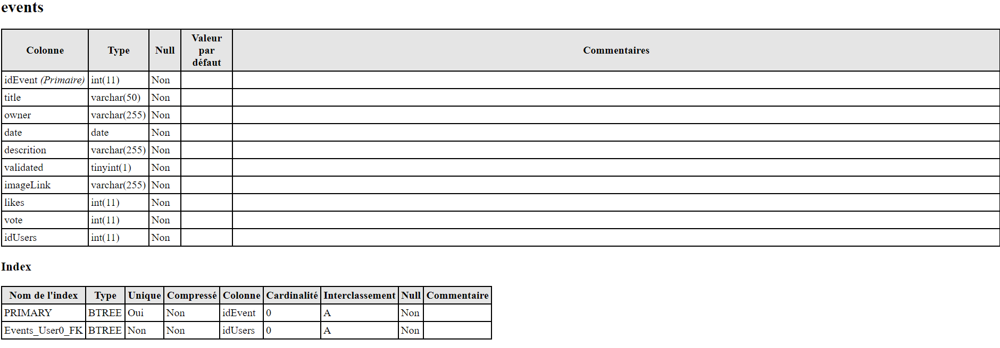 events
Colonne Type Null Valeur par défaut Commentaires
idEvent (Primaire) int(11) Non
title varchar(50) Non
owner varchar(255) Non
date date Non
descrition varchar(255) Non
validated tinyint(1) Non
imageLink varchar(255) Non
likes int(11) Non
vote int(11) Non
idUsers int(11) Non
Index
Nom de l'index Type Unique Compressé Colonne Cardinalité Interclassement Null Commentaire
PRIMARY BTREE Oui Non idEvent 0 A Non
Events_User0_FK BTREE Non Non idUsers 0 A Non